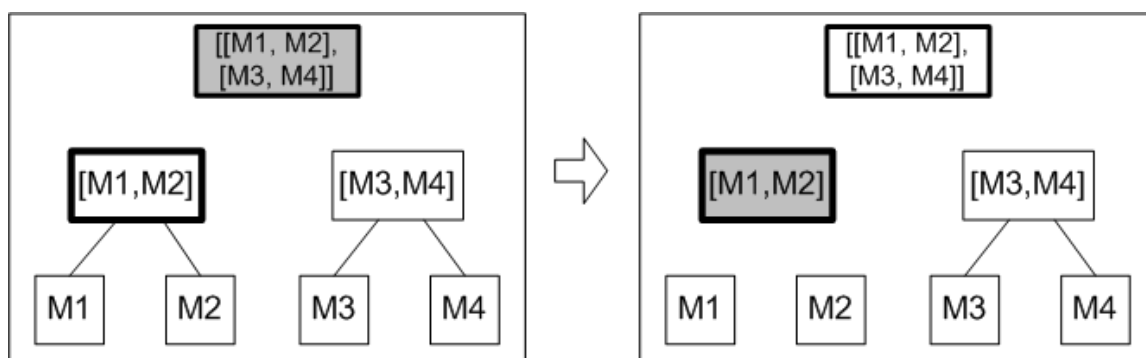 [[M1, M2],
[M3, M4]]
[M1,M2]
[M3,M4]
M1
M2
M3
M4
[[M1, M2],
[M3, M4]]
[M1,M2]
[M3,M4]
M1
M2
M3
M4